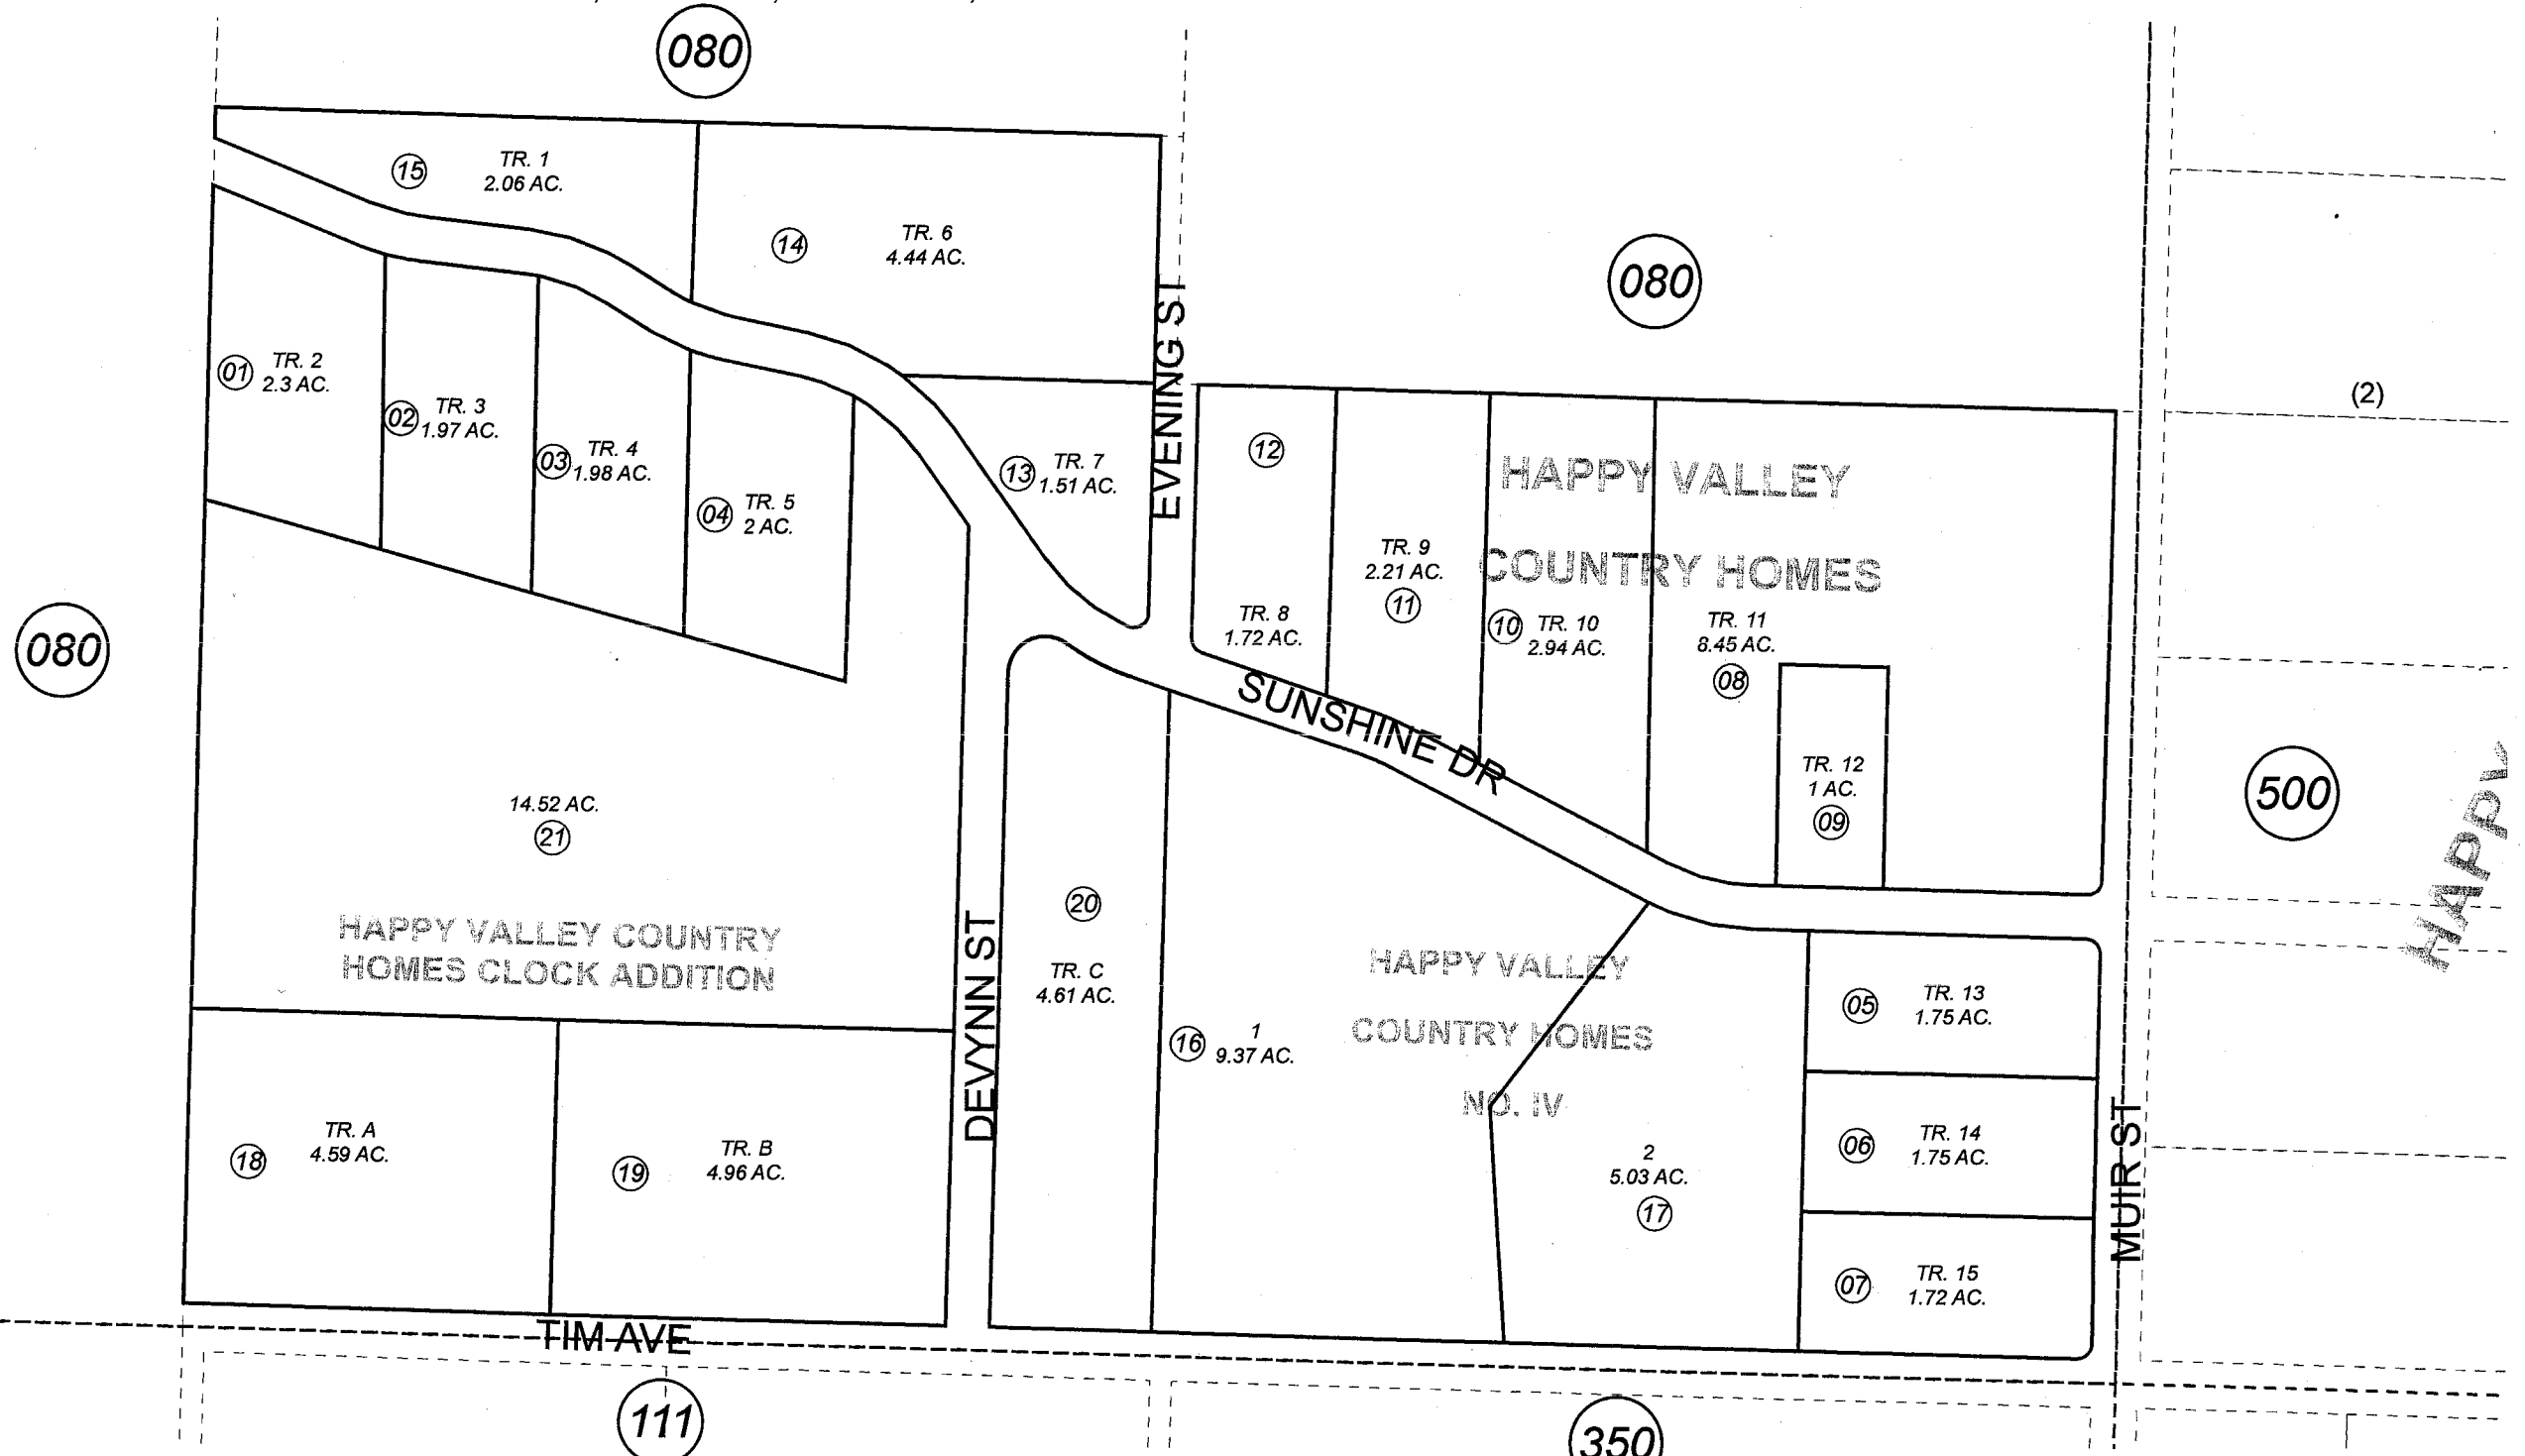 080
15
TR. 1
2.06 AC.
14
TR. 6
4.44 AC.
080
EVENING ST
01
TR. 2
2.3 AC.
02
TR. 3
1.97 AC.
03
TR. 4
1.98 AC.
04
TR. 5
2 AC.
13
TR. 7
1.51 AC.
12
TR. 8
1.72 AC.
TR. 9
2.21 AC.
11
10
TR. 10
2.94 AC.
HAPPY VALLEY
COUNTRY HOMES
TR. 11
8.45 AC.
08
TR. 12
1 AC.
09
(2)
080
SUNSHINE DR
500
HAPPY
14.52 AC.
21
HAPPY VALLEY COUNTRY
HOMES CLOCK ADDITION
DEVYNN ST
20
TR. C
4.61 AC.
16
1
9.37 AC.
HAPPY VALLEY
COUNTRY HOMES
NO. IV
05
TR. 13
1.75 AC.
06
TR. 14
1.75 AC.
07
TR. 15
1.72 AC.
2
5.03 AC.
17
MUIR ST
18
TR. A
4.59 AC.
19
TR. B
4.96 AC.
TIM AVE
111
350